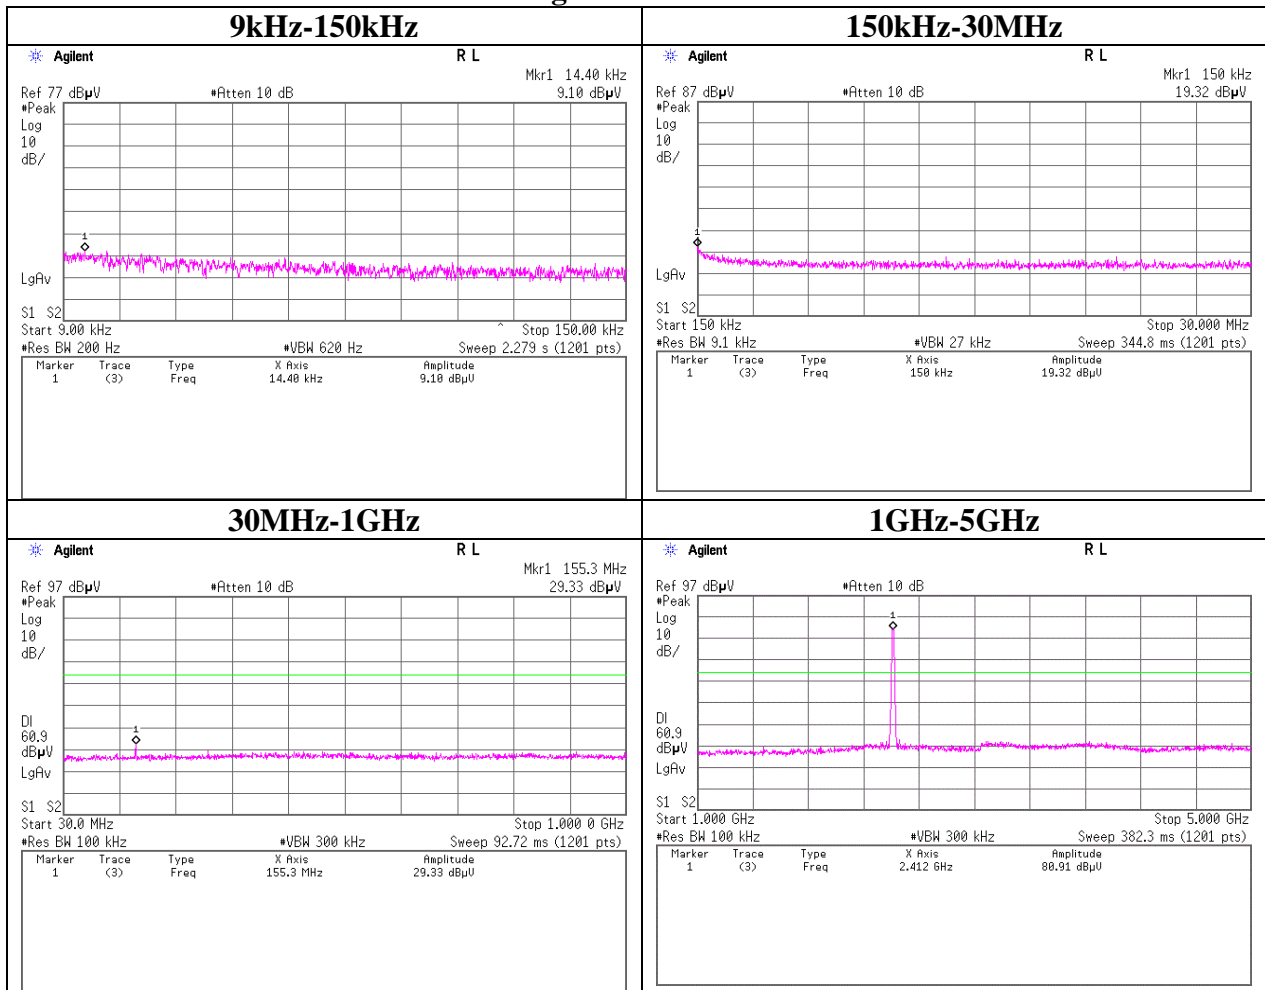 9kHz-150kHz
Agilent R L
Mkr1 14.40 kHz
Ref 77 dBµV #Atten 10 dB 9.10 dBµV
#Peak
Log
10
dB/
1
LgAv
S1 S2
Start 9.00 kHz ^ Stop 150.00 kHz
#Res BW 200 Hz #VBW 620 Hz Sweep 2.279 s (1201 pts)
Marker Trace Type X Axis Amplitude
1 (3) Freq 14.40 kHz 9.10 dBµV
150kHz-30MHz
Agilent R L
Mkr1 150 kHz
Ref 87 dBµV #Atten 10 dB 19.32 dBµV
#Peak
Log
10
dB/
1
LgAv
S1 S2
Start 150 kHz Stop 30.000 MHz
#Res BW 9.1 kHz #VBW 27 kHz Sweep 344.8 ms (1201 pts)
Marker Trace Type X Axis Amplitude
1 (3) Freq 150 kHz 19.32 dBµV
30MHz-1GHz
Agilent R L
Mkr1 155.3 MHz
Ref 97 dBµV #Atten 10 dB 29.33 dBµV
#Peak
Log
10
dB/
1
DI
60.9
dBµV
LgAv
S1 S2
Start 30.0 MHz Stop 1.000 0 GHz
#Res BW 100 kHz #VBW 300 kHz Sweep 92.72 ms (1201 pts)
Marker Trace Type X Axis Amplitude
1 (3) Freq 155.3 MHz 29.33 dBµV
1GHz-5GHz
Agilent R L
Ref 97 dBµV #Atten 10 dB
#Peak
Log
10
dB/
1
DI
60.9
dBµV
LgAv
S1 S2
Start 1.000 GHz Stop 5.000 GHz
#Res BW 100 kHz #VBW 300 kHz Sweep 382.3 ms (1201 pts)
Marker Trace Type X Axis Amplitude
1 (3) Freq 2.412 GHz 80.91 dBµV